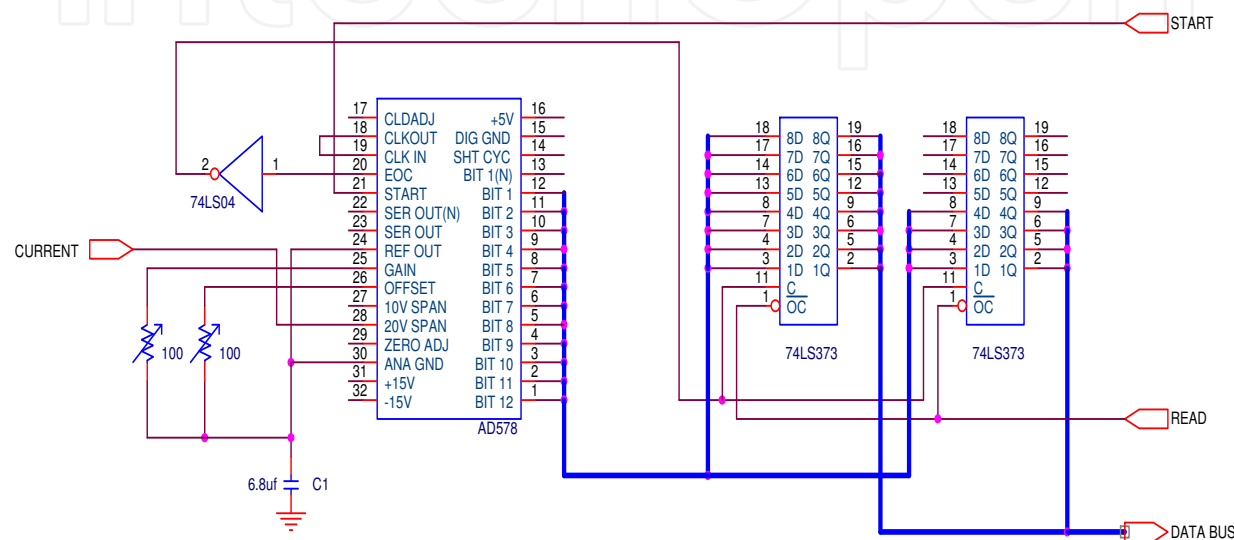 intechopen
START
17 CLDADJ +5V 16
18 CLKOUT DIG GND 15
19 CLK IN SHT CYC 14
20 EOC BIT 1(N) 13
21 START BIT 1 12
22 SER OUT(N) BIT 2 11
23 SER OUT BIT 3 10
24 REF OUT BIT 4 9
25 GAIN BIT 5 8
26 OFFSET BIT 6 7
27 10V SPAN BIT 7 6
28 20V SPAN BIT 8 5
29 ZERO ADJ BIT 9 4
30 ANA GND BIT 10 3
31 +15V BIT 11 2
32 -15V BIT 12 1
AD578
2 1
74LS04
CURRENT
100 100
6.8uf C1
18 8D 8Q 19
17 7D 7Q 16
14 6D 6Q 15
13 5D 5Q 12
8 4D 4Q 9
7 3D 3Q 6
4 2D 2Q 5
3 1D 1Q 2
11 C
1 OC
74LS373
18 8D 8Q 19
17 7D 7Q 16
14 6D 6Q 15
13 5D 5Q 12
8 4D 4Q 9
7 3D 3Q 6
4 2D 2Q 5
3 1D 1Q 2
11 C
1 OC
74LS373
READ
DATA BUS